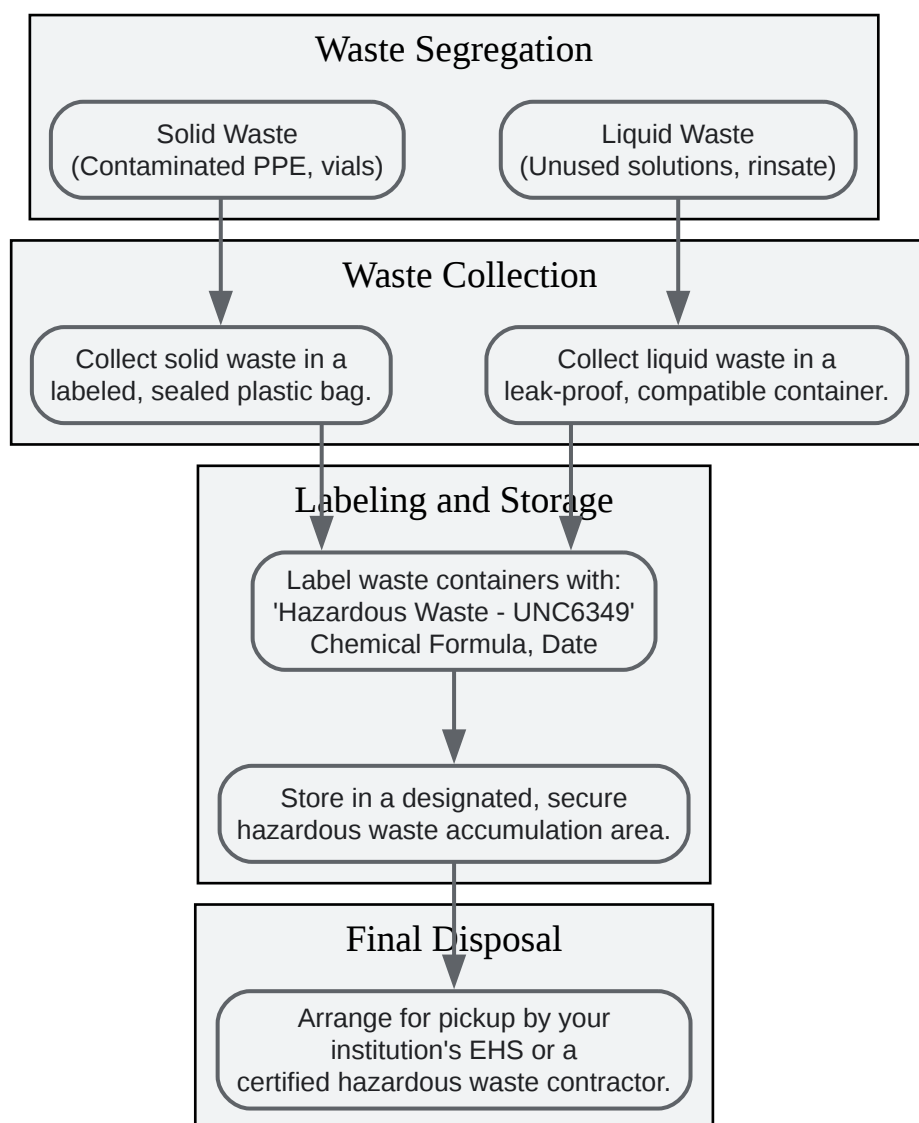 Waste Segregation
Solid Waste
(Contaminated PPE, vials)
Liquid Waste
(Unused solutions, rinsate)
Waste Collection
Collect solid waste in a
labeled, sealed plastic bag.
Collect liquid waste in a
leak-proof, compatible container.
Labeling and Storage
Label waste containers with:
'Hazardous Waste - UNC6349'
Chemical Formula, Date
Store in a designated, secure
hazardous waste accumulation area.
Final Disposal
Arrange for pickup by your
institution's EHS or a
certified hazardous waste contractor.